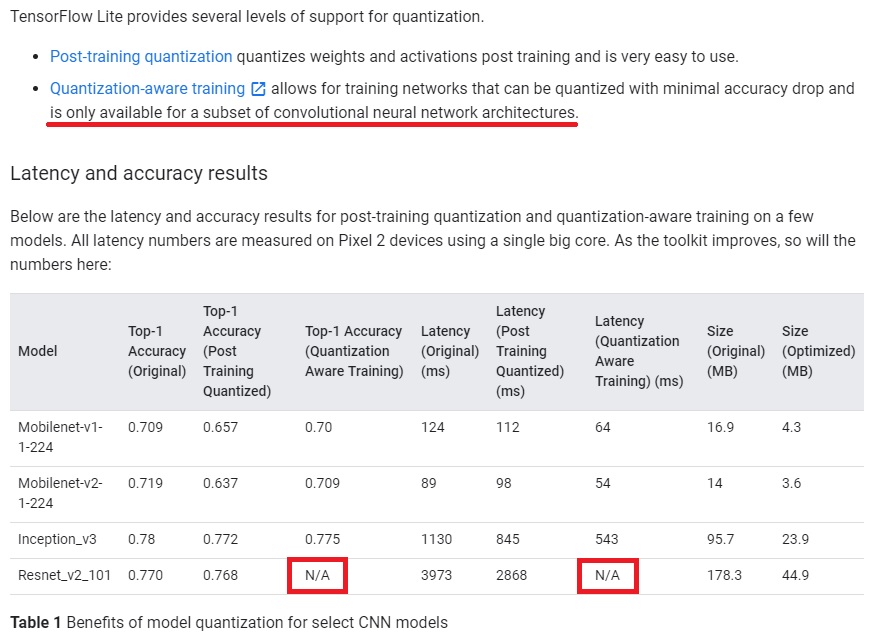 TensorFlow Lite provides several levels of support for quantization.
• Post-training quantization quantizes weights and activations post training and is very easy to use.
• Quantization-aware training allows for training networks that can be quantized with minimal accuracy drop and
is only available for a subset of convolutional neural network architectures.
Latency and accuracy results
Below are the latency and accuracy results for post-training quantization and quantization-aware training on a few
models. All latency numbers are measured on Pixel 2 devices using a single big core. As the toolkit improves, so will the
numbers here:
Model
Top-1
Accuracy
(Original)
Top-1
Accuracy
(Post
Training
Quantized)
Top-1 Accuracy
(Quantization
Aware Training)
Latency
(Original)
(ms)
Latency
(Post
Training
Quantized)
(ms)
Latency
(Quantization
Aware
Training) (ms)
Size
(Original)
(MB)
Size
(Optimized)
(MB)
Mobilenet-v1-
1-224
0.709 0.657 0.70 124 112 64 16.9 4.3
Mobilenet-v2-
1-224
0.719 0.637 0.709 89 98 54 14 3.6
Inception_v3 0.78 0.772 0.775 1130 845 543 95.7 23.9
Resnet_v2_101 0.770 0.768 N/A 3973 2868 N/A 178.3 44.9
Table 1 Benefits of model quantization for select CNN models